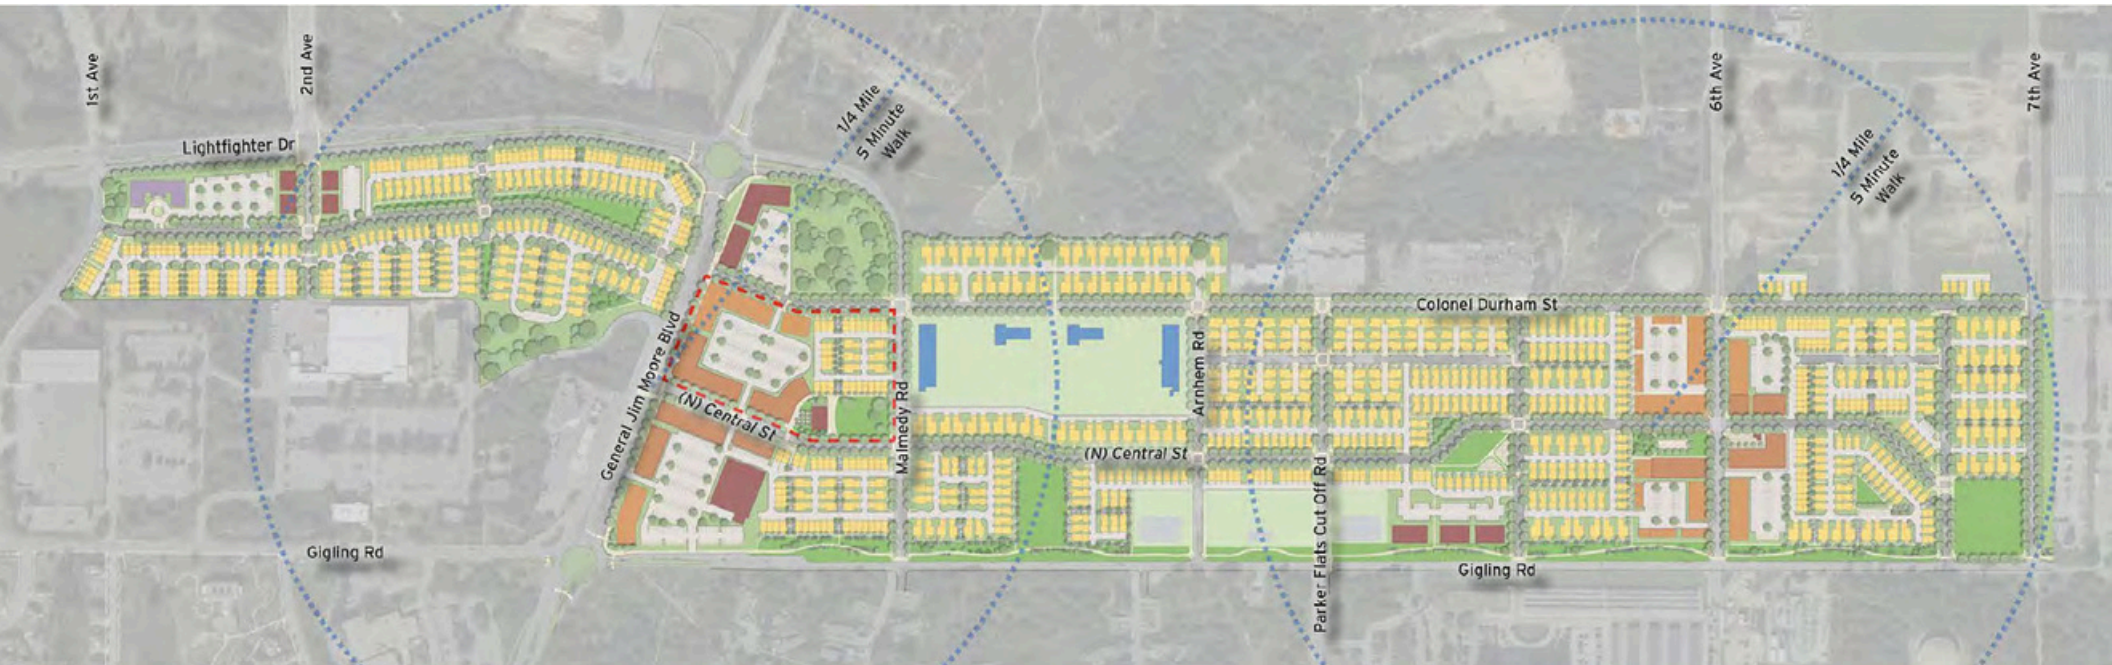 1st Ave
2nd Ave
Lightfighter Dr
1/4 Mile
5 Minute
Walk
6th Ave
7th Ave
1/4 Mile
5 Minute
Walk
Colonel Durham St
General Jim Moore Blvd
(N) Central St
Malmedy Rd
Arnhem Rd
(N) Central St
Parker Flats Cut Off Rd
Gigling Rd
Gigling Rd